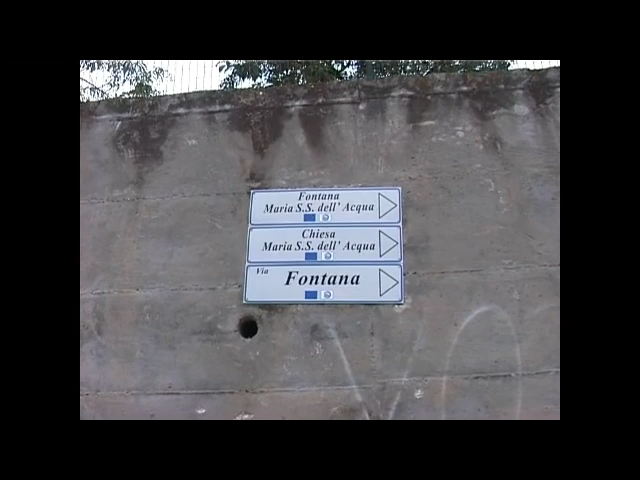 Fontana
Maria S.S. dell' Acqua
Chiesa
Maria S.S. dell' Acqua
Via Fontana